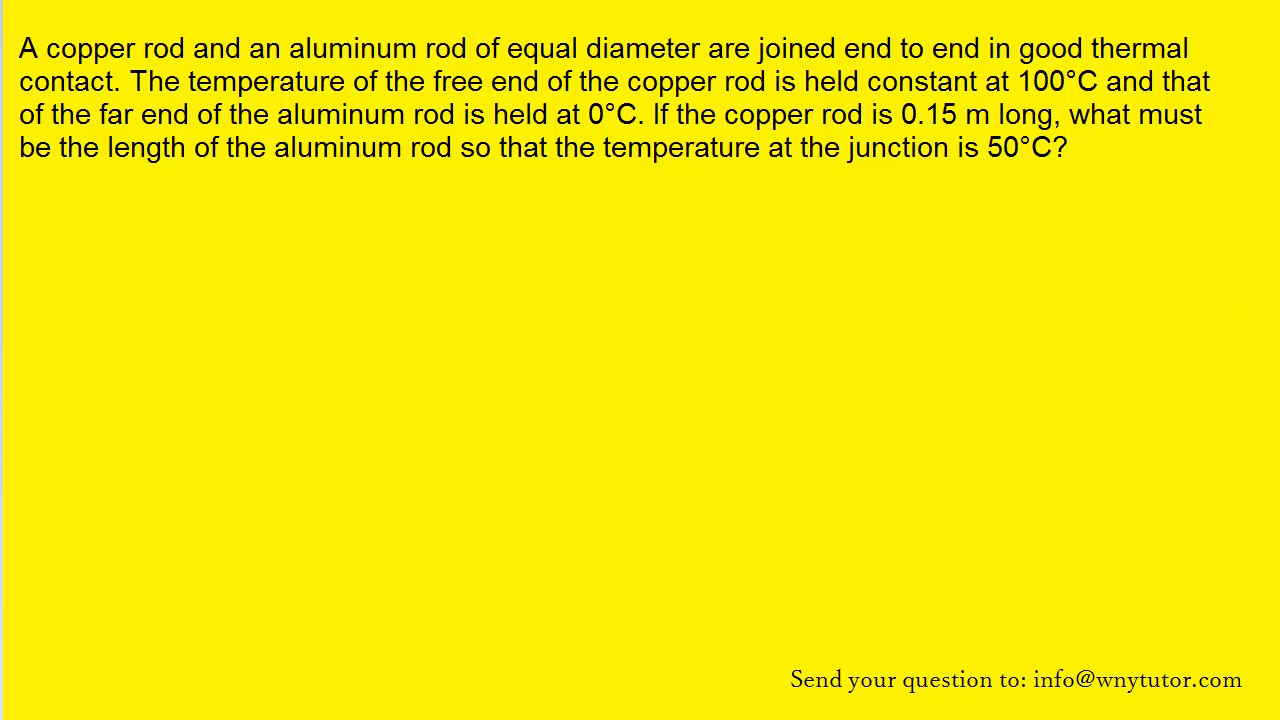 A copper rod and an aluminum rod of equal diameter are joined end to end in good thermal
contact. The temperature of the free end of the copper rod is held constant at 100°C and that
of the far end of the aluminum rod is held at 0°C. If the copper rod is 0.15 m long, what must
be the length of the aluminum rod so that the temperature at the junction is 50°C?
Send your question to: info@wnytutor.com